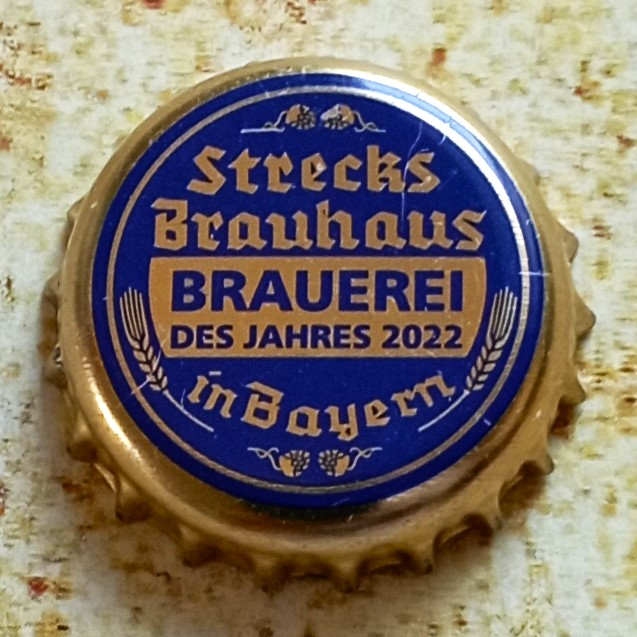 Strecks
Brauhaus
BRAUEREI
DES JAHRES 2022
in Bayern